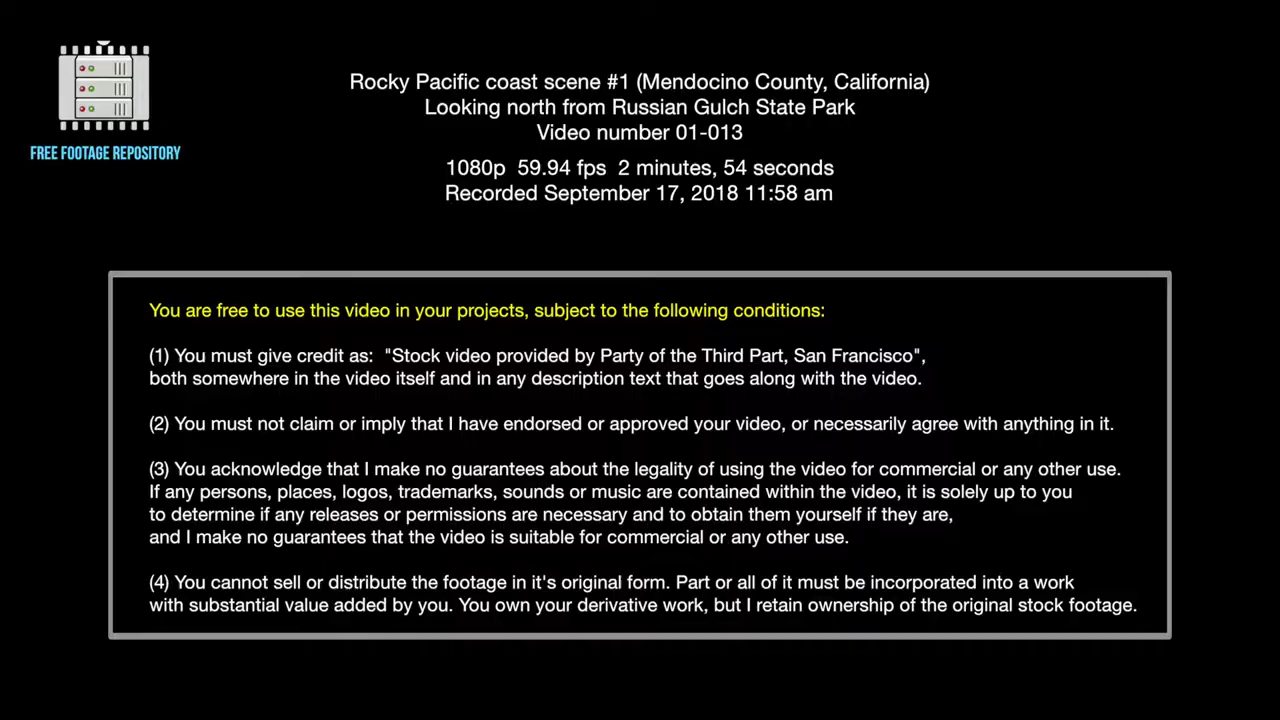 FREE FOOTAGE REPOSITORY
Rocky Pacific coast scene #1 (Mendocino County, California)
Looking north from Russian Gulch State Park
Video number 01-013
1080p 59.94 fps 2 minutes, 54 seconds
Recorded September 17, 2018 11:58 am
You are free to use this video in your projects, subject to the following conditions:
(1) You must give credit as: "Stock video provided by Party of the Third Part, San Francisco",
both somewhere in the video itself and in any description text that goes along with the video.
(2) You must not claim or imply that I have endorsed or approved your video, or necessarily agree with anything in it.
(3) You acknowledge that I make no guarantees about the legality of using the video for commercial or any other use.
If any persons, places, logos, trademarks, sounds or music are contained within the video, it is solely up to you
to determine if any releases or permissions are necessary and to obtain them yourself if they are,
and I make no guarantees that the video is suitable for commercial or any other use.
(4) You cannot sell or distribute the footage in it's original form. Part or all of it must be incorporated into a work
with substantial value added by you. You own your derivative work, but I retain ownership of the original stock footage.